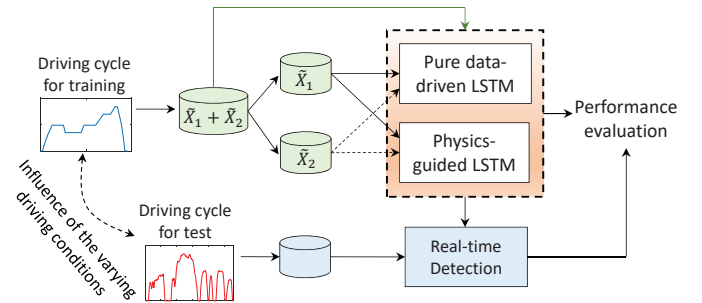 Driving cycle
for training
X̃₁ + X̃₂
X̃₁
X̃₂
Pure data-
driven LSTM
Physics-
guided LSTM
Performance
evaluation
Influence of the varying
driving conditions
Driving cycle
for test
Real-time
Detection